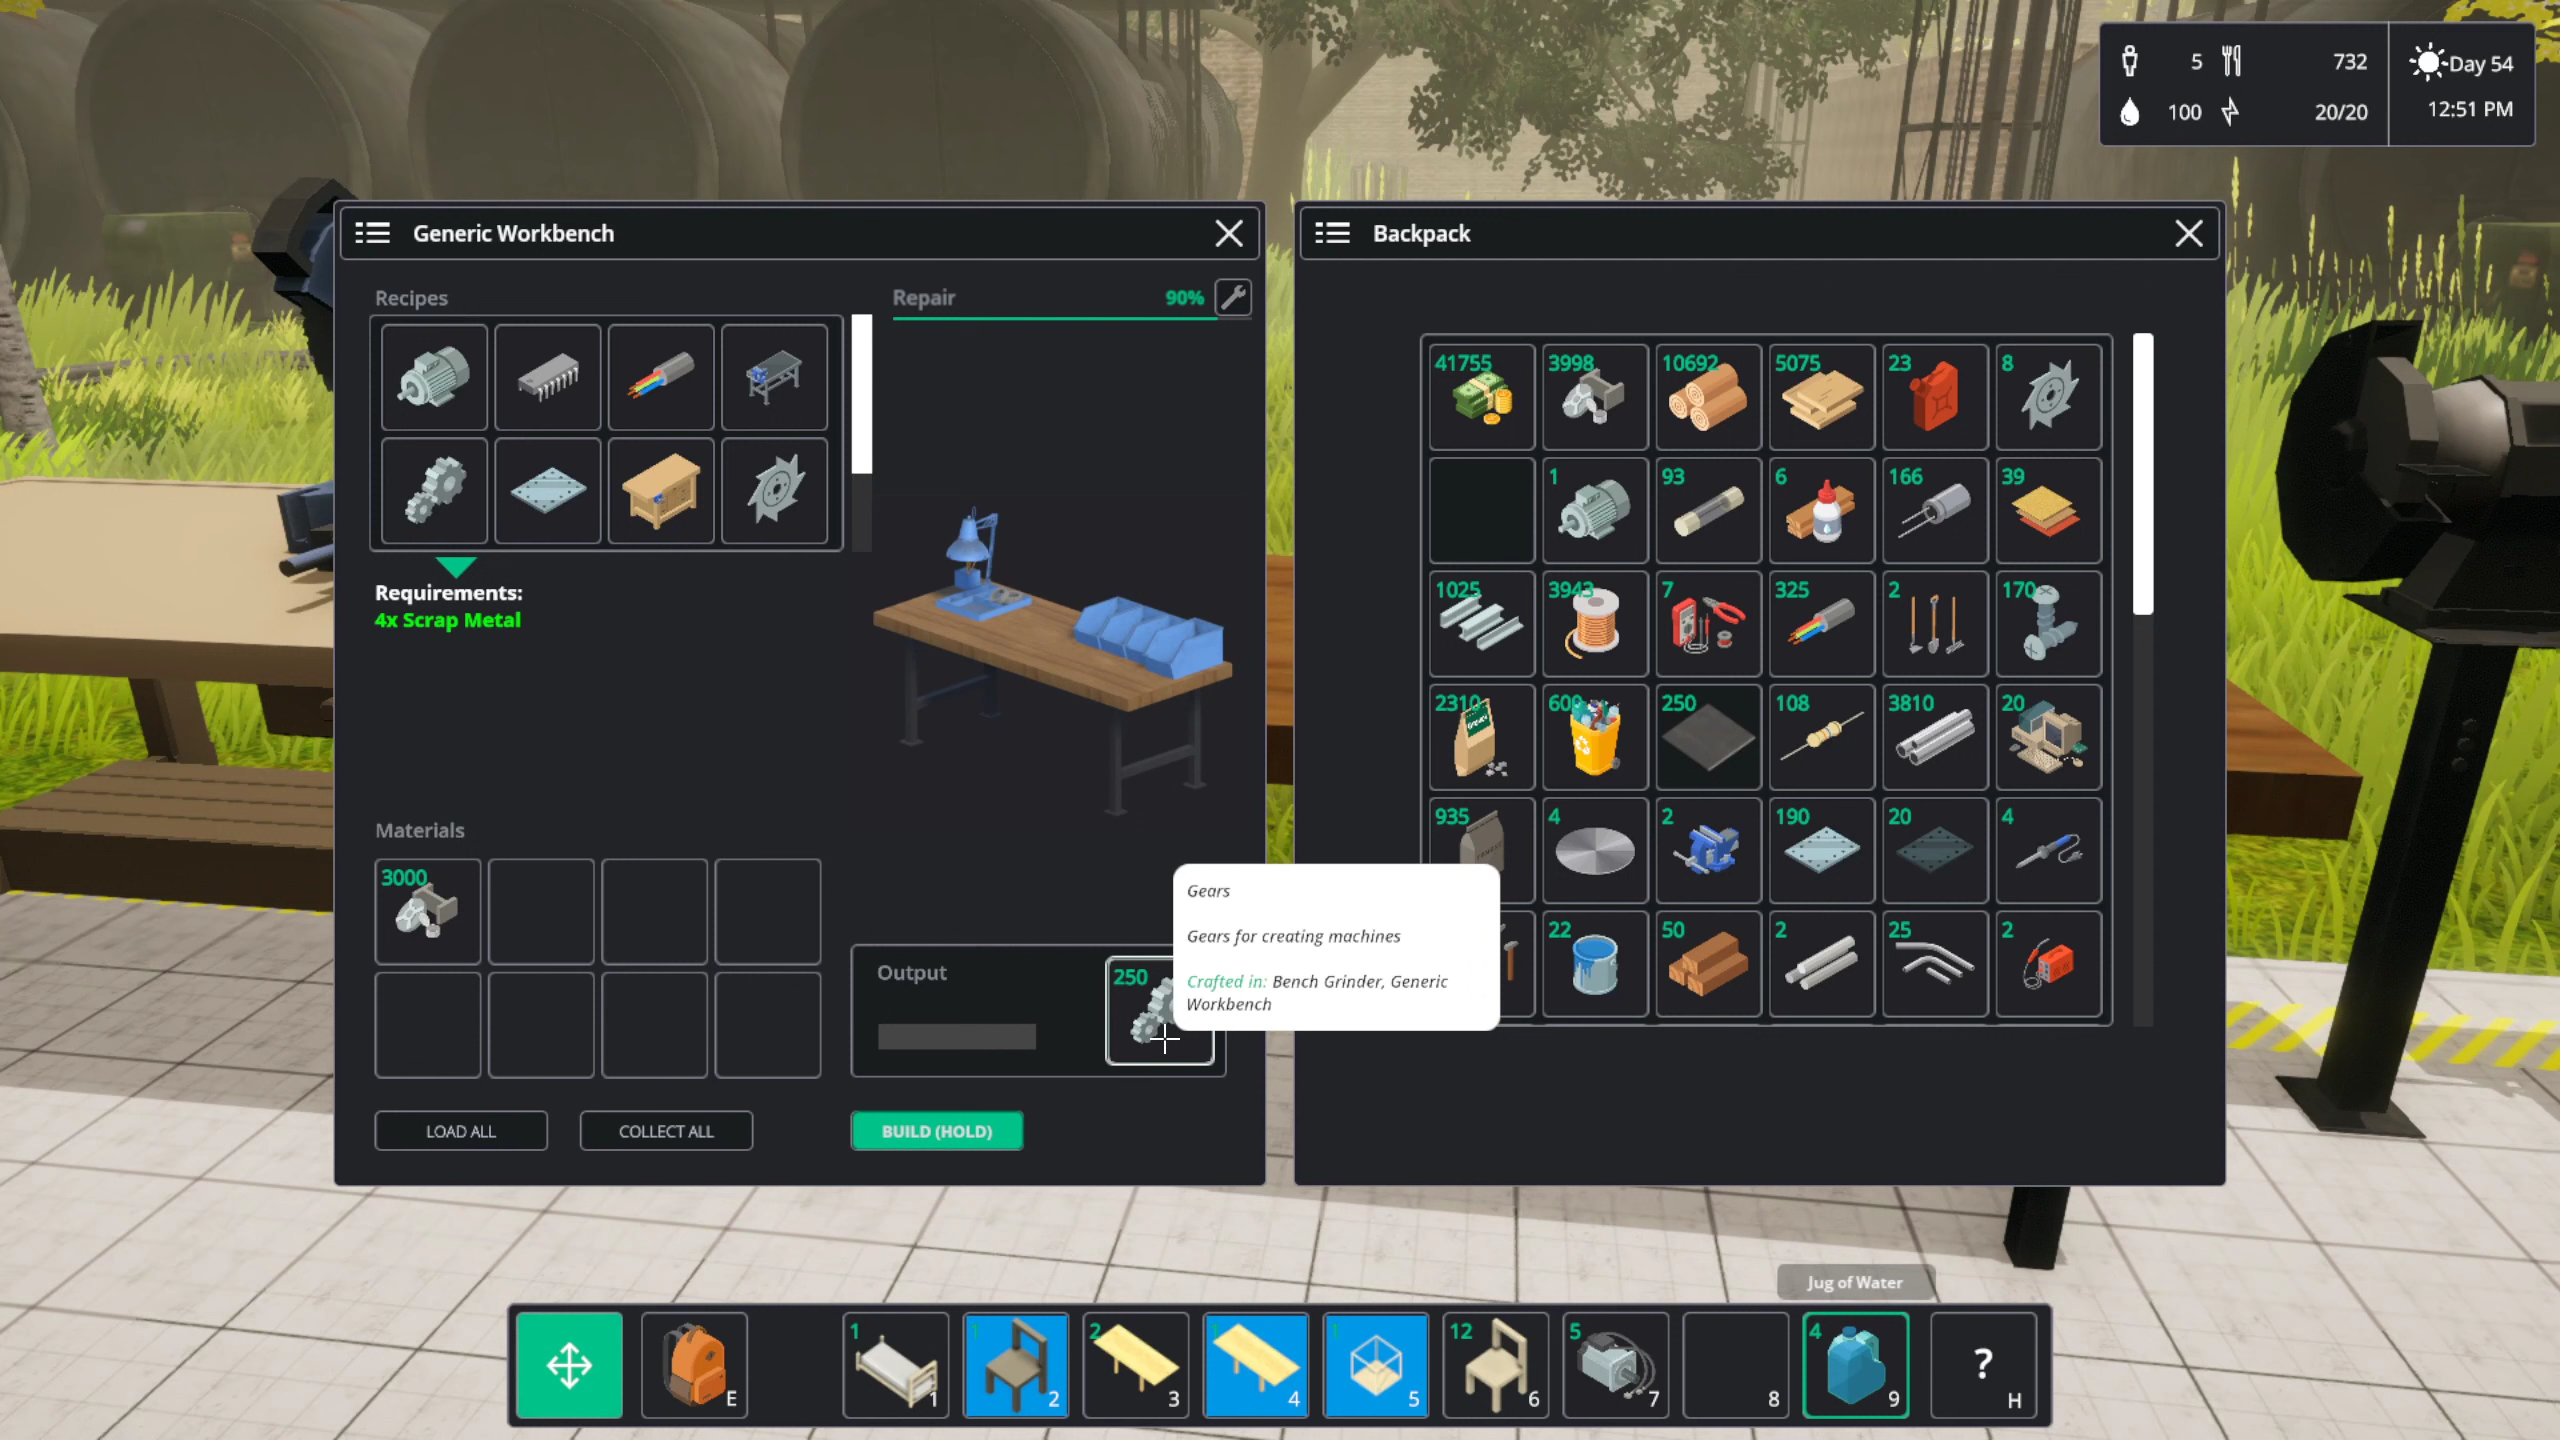 5
732
Day 54
100
20/20
12:51 PM
Generic Workbench
Recipes
Repair
90%
Requirements:
4x Scrap Metal
Materials
3000
Output
250
LOAD ALL
COLLECT ALL
BUILD (HOLD)
Backpack
41755
3998
10692
5075
23
8
1
93
6
166
39
1025
3943
7
325
2
170
2310
600
250
108
3810
20
935
4
2
190
20
4
22
50
2
25
2
Gears
Gears for creating machines
Crafted in: Bench Grinder, Generic
Workbench
Jug of Water
E
1
1
1
2
2
3
1
4
1
5
12
6
5
7
8
4
9
?
H